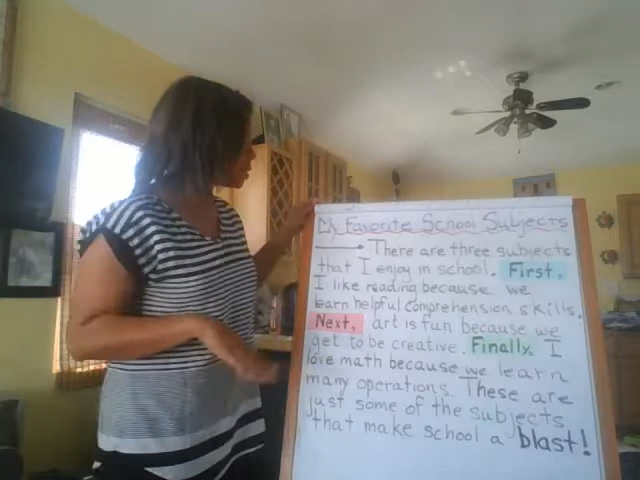 My Favorite School Subjects
There are three subjects
that I enjoy in school. First,
I like reading because we
learn helpful comprehension skills.
Next, art is fun because we
get to be creative. Finally, I
love math because we learn
many operations. These are
just some of the subjects
that make school a blast!